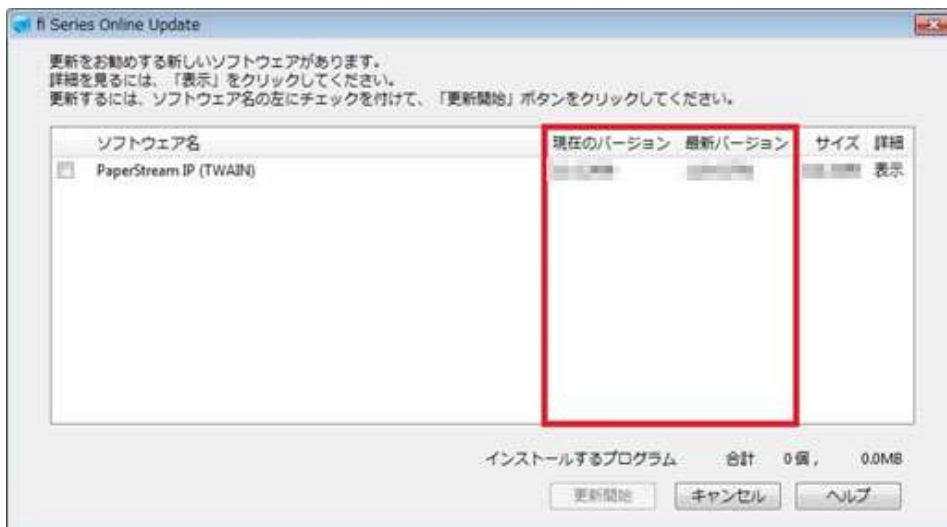 fi Series Online Update
更新をお勧めする新しいソフトウェアがあります。
詳細を見るには、「表示」をクリックしてください。
更新するには、ソフトウェア名の左にチェックを付けて、「更新開始」ボタンをクリックしてください。
ソフトウェア名 現在のバージョン 最新バージョン サイズ 詳細
PaperStream IP (TWAIN) 表示
インストールするプログラム 合計 0個, 0.0MB
更新開始 キャンセル ヘルプ